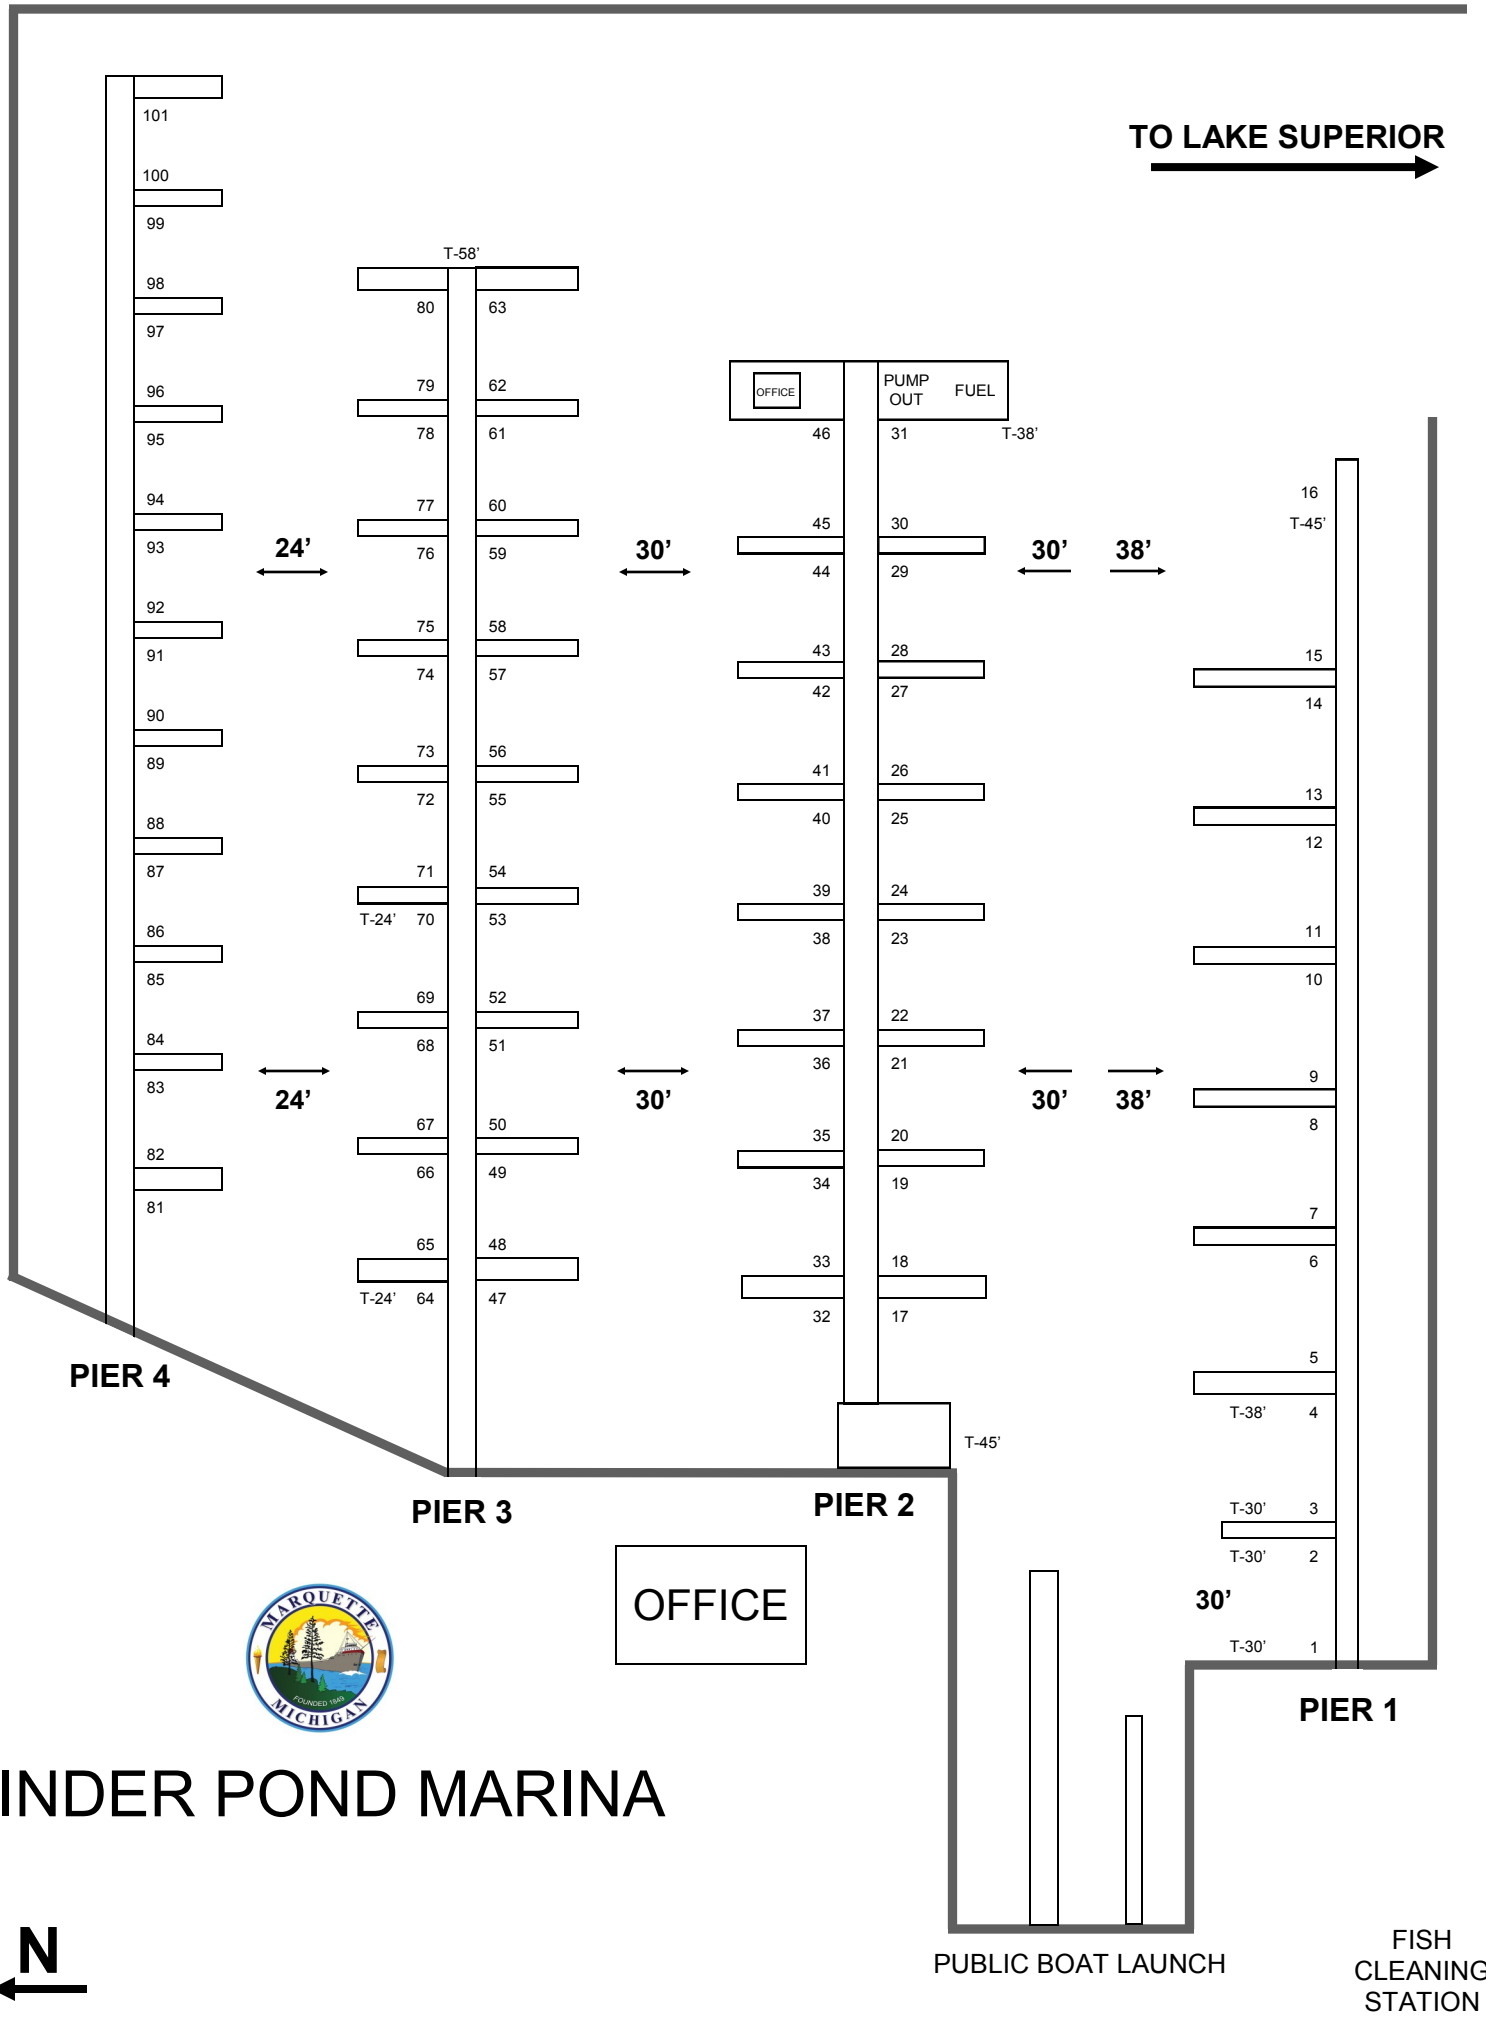 TO LAKE SUPERIOR
101
100
99
98
97
96
95
94
93
92
91
90
89
88
87
86
85
84
83
82
81
PIER 4
24’
24’
T-58’
80 63
79 62
78 61
77 60
76 59
75 58
74 57
73 56
72 55
71 54
T-24’ 70 53
69 52
68 51
67 50
66 49
65 48
T-24’ 64 47
PIER 3
30’
30’
OFFICE
PUMP
OUT
FUEL
46 31 T-38’
45 30
44 29
43 28
42 27
41 26
40 25
39 24
38 23
37 22
36 21
35 20
34 19
33 18
32 17
T-45’
PIER 2
30’ 38’
30’ 38’
16
T-45’
15
14
13
12
11
10
9
8
7
6
5
T-38’ 4
T-30’ 3
T-30’ 2
30’
T-30’ 1
PIER 1
OFFICE
MARQUETTE
FOUNDED 1849
MICHIGAN
INDER POND MARINA
N
PUBLIC BOAT LAUNCH
FISH
CLEANING
STATION